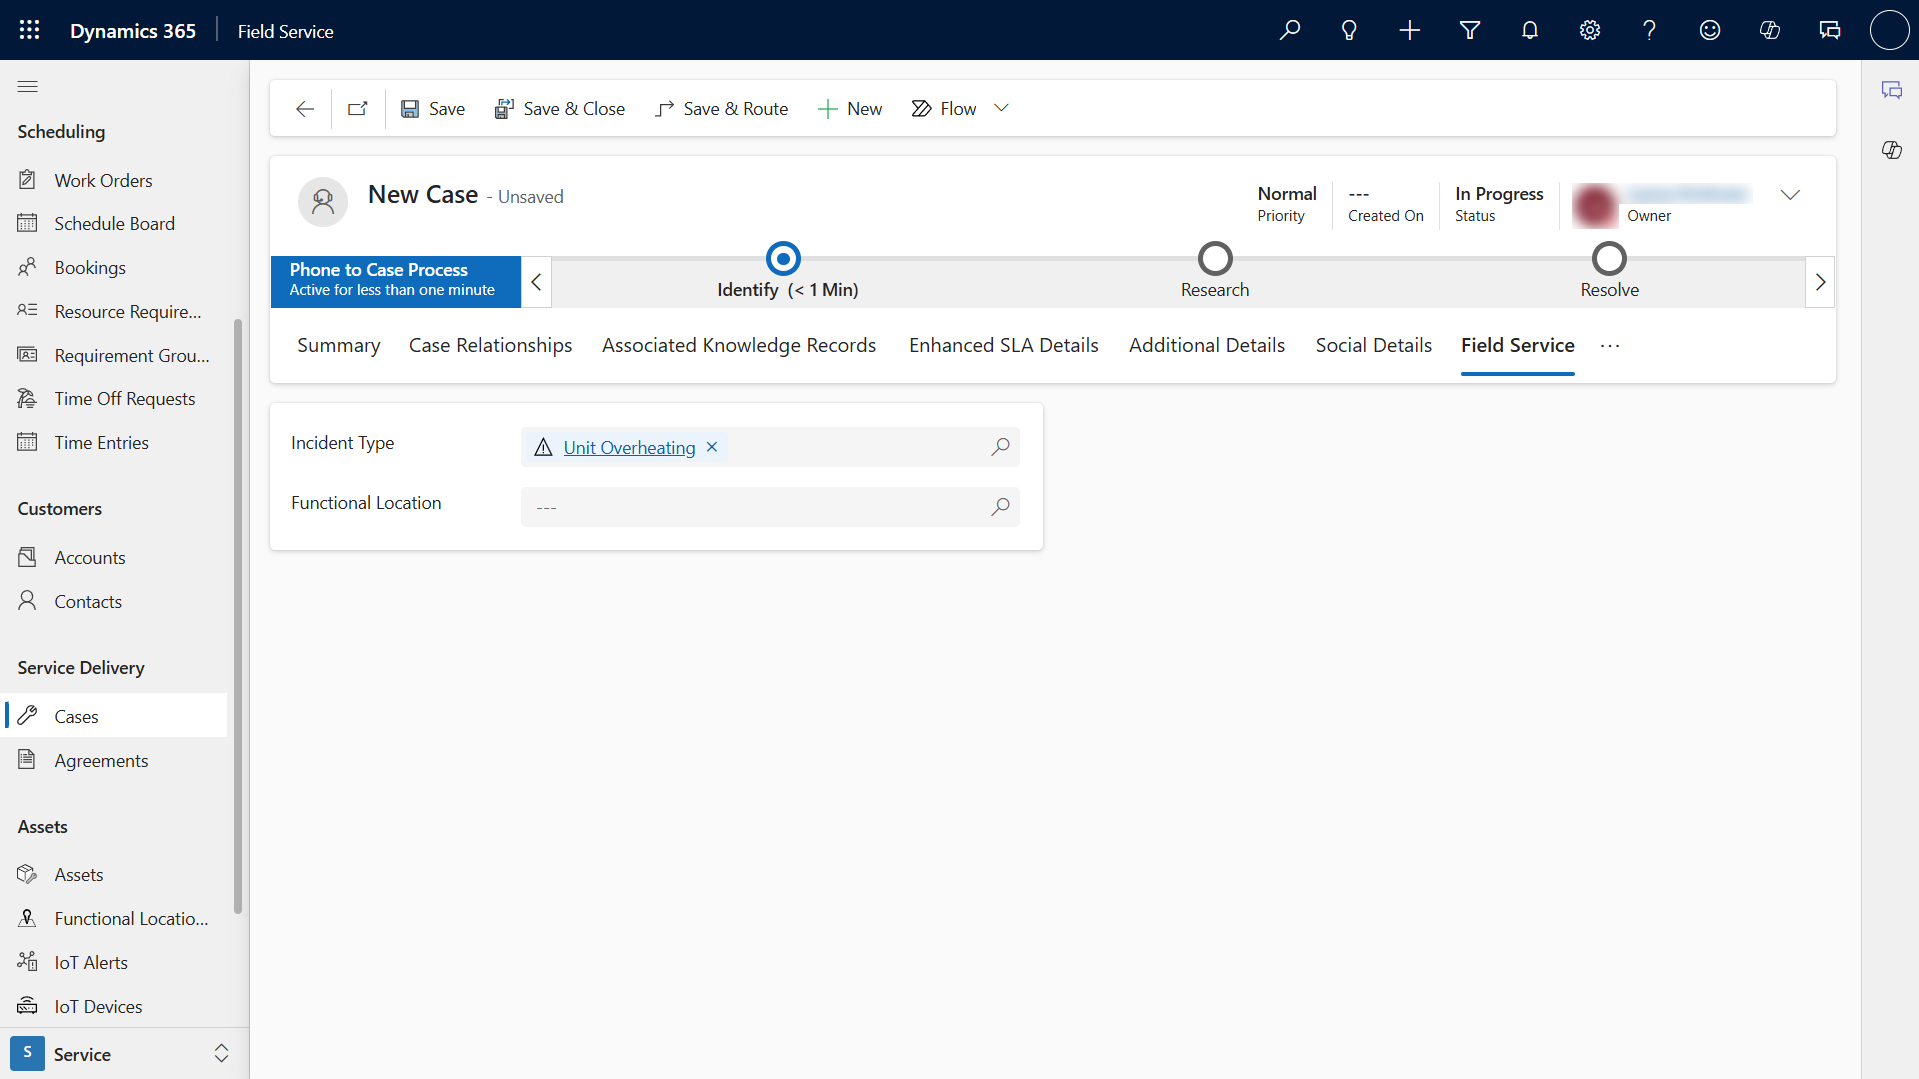 Dynamics 365
Field Service
Save
Save & Close
Save & Route
New
Flow
Scheduling
Work Orders
Schedule Board
Bookings
Resource Require...
Requirement Grou...
Time Off Requests
Time Entries
Customers
Accounts
Contacts
Service Delivery
Cases
Agreements
Assets
Assets
Functional Locatio...
IoT Alerts
IoT Devices
S
Service
New Case - Unsaved
Normal
Priority
---
Created On
In Progress
Status
Owner
Phone to Case Process
Active for less than one minute
Identify (< 1 Min)
Research
Resolve
Summary
Case Relationships
Associated Knowledge Records
Enhanced SLA Details
Additional Details
Social Details
Field Service
...
Incident Type
Unit Overheating
Functional Location
---